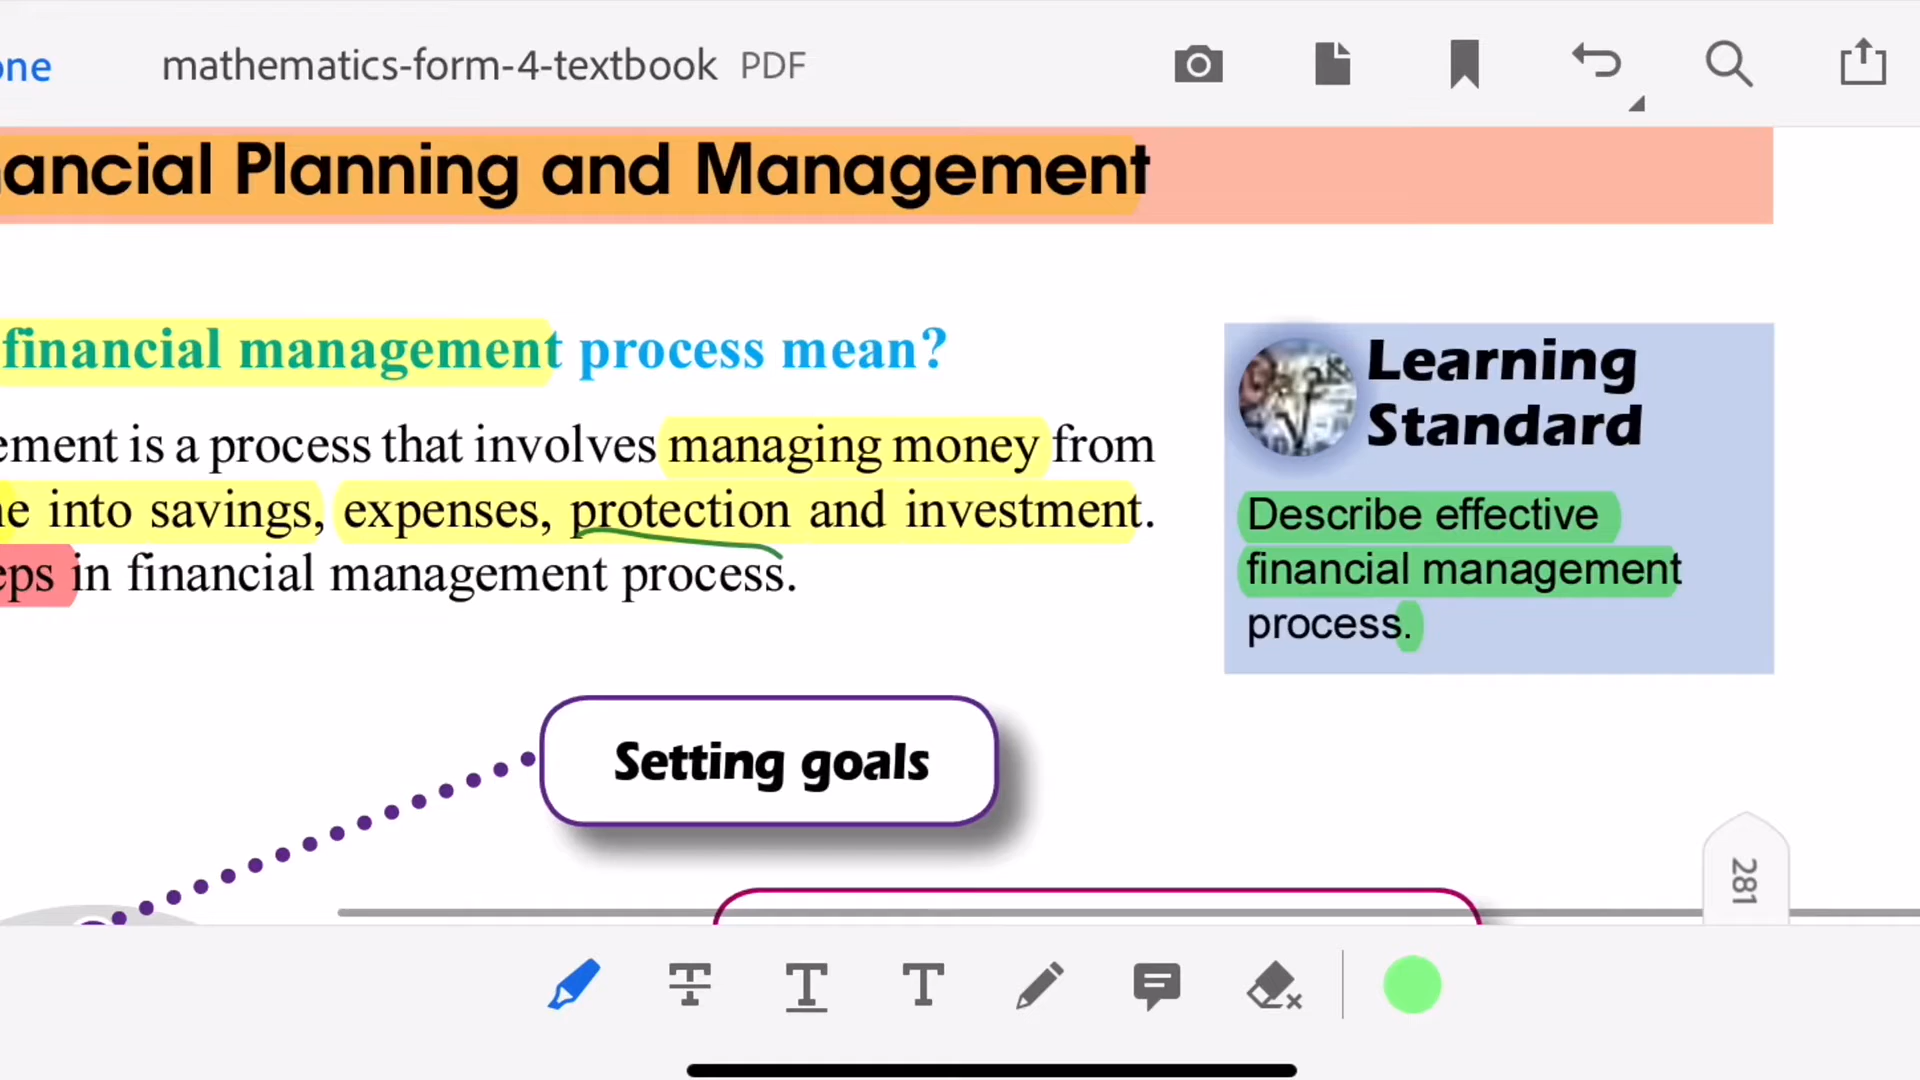 one
mathematics-form-4-textbook PDF
nancial Planning and Management
financial management process mean?
ement is a process that involves managing money from
ne into savings, expenses, protection and investment.
eps in financial management process.
Learning
Standard
Describe effective
financial management
process.
Setting goals
281